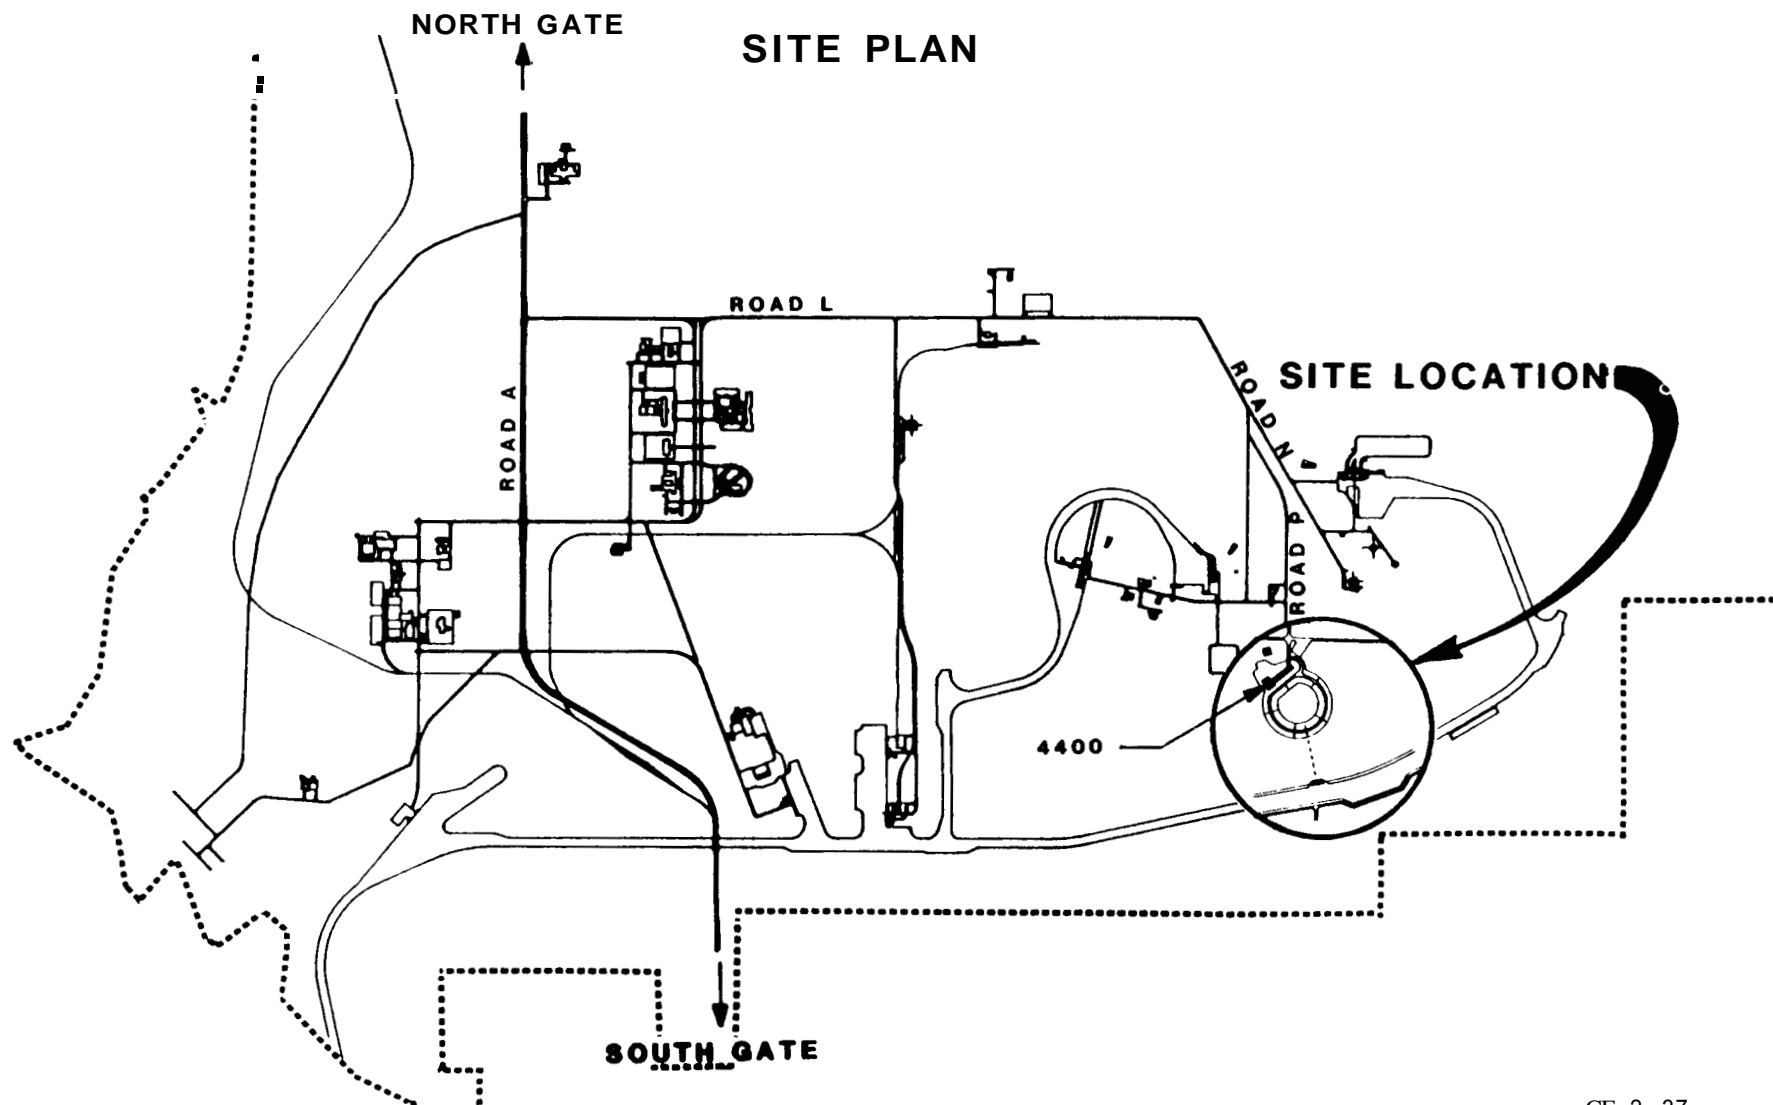 NORTH GATE
SITE PLAN
ROAD L
ROAD A
ROAD N
SITE LOCATION
ROAD P
4400
SOUTH GATE